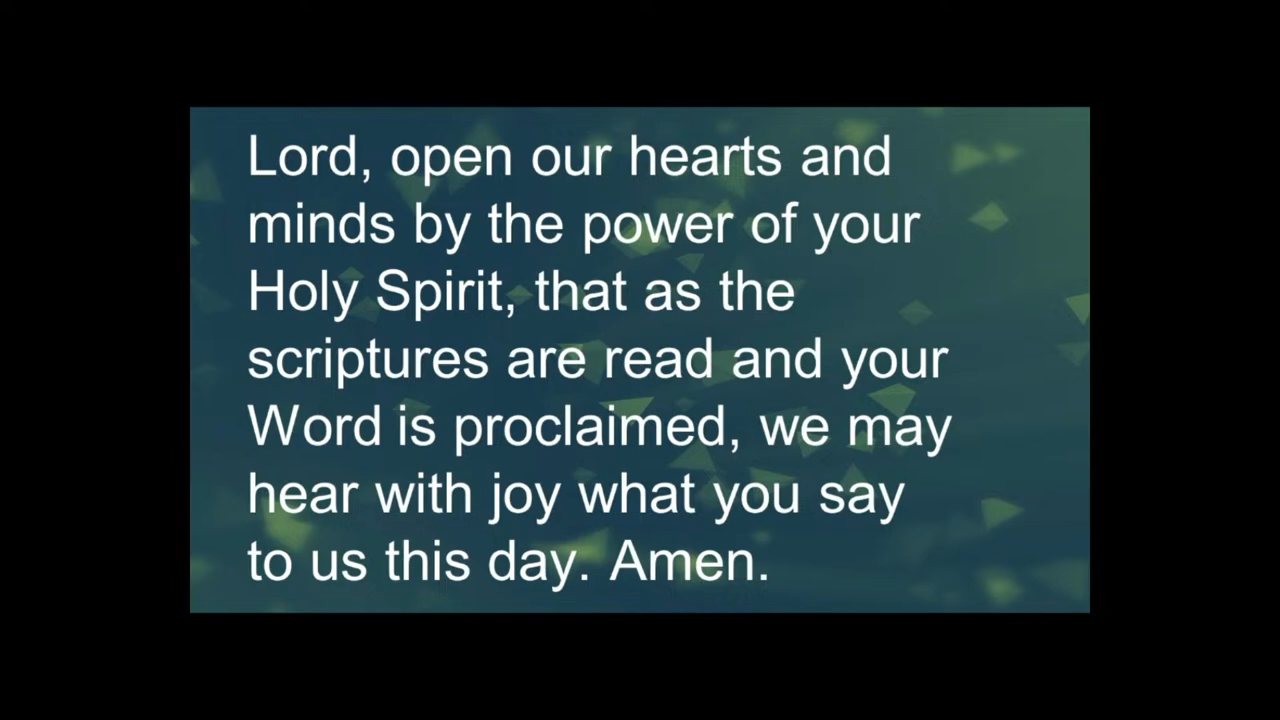 Lord, open our hearts and
minds by the power of your
Holy Spirit, that as the
scriptures are read and your
Word is proclaimed, we may
hear with joy what you say
to us this day. Amen.